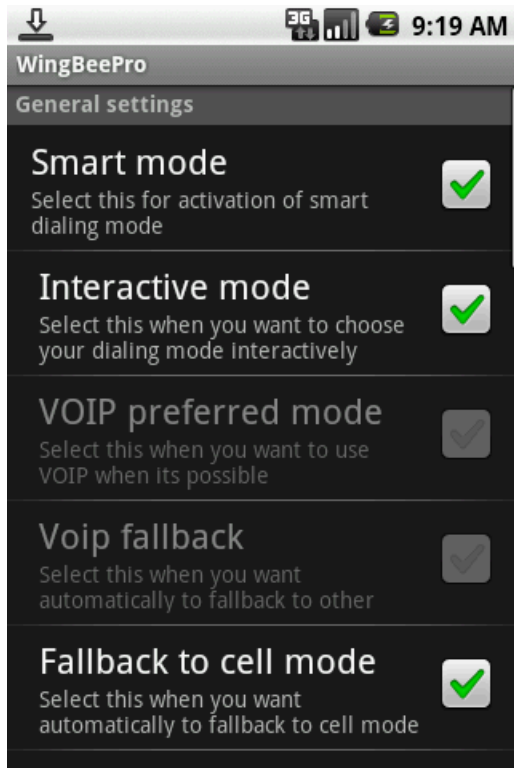 3G
9:19 AM
WingBeePro
General settings
Smart mode
Select this for activation of smart
dialing mode
Interactive mode
Select this when you want to choose
your dialing mode interactively
VOIP preferred mode
Select this when you want to use
VOIP when its possible
Voip fallback
Select this when you want
automatically to fallback to other
Fallback to cell mode
Select this when you want
automatically to fallback to cell mode